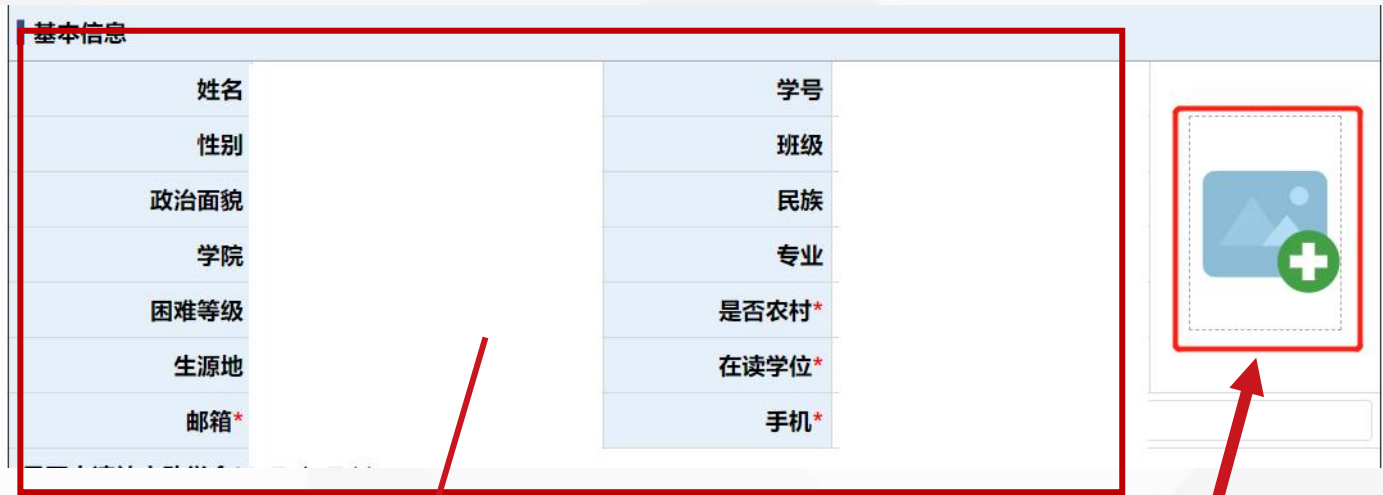 基本信息
姓名 学号
性别 班级
政治面貌 民族
学院 专业
困难等级 是否农村*
生源地 在读学位*
邮箱* 手机*